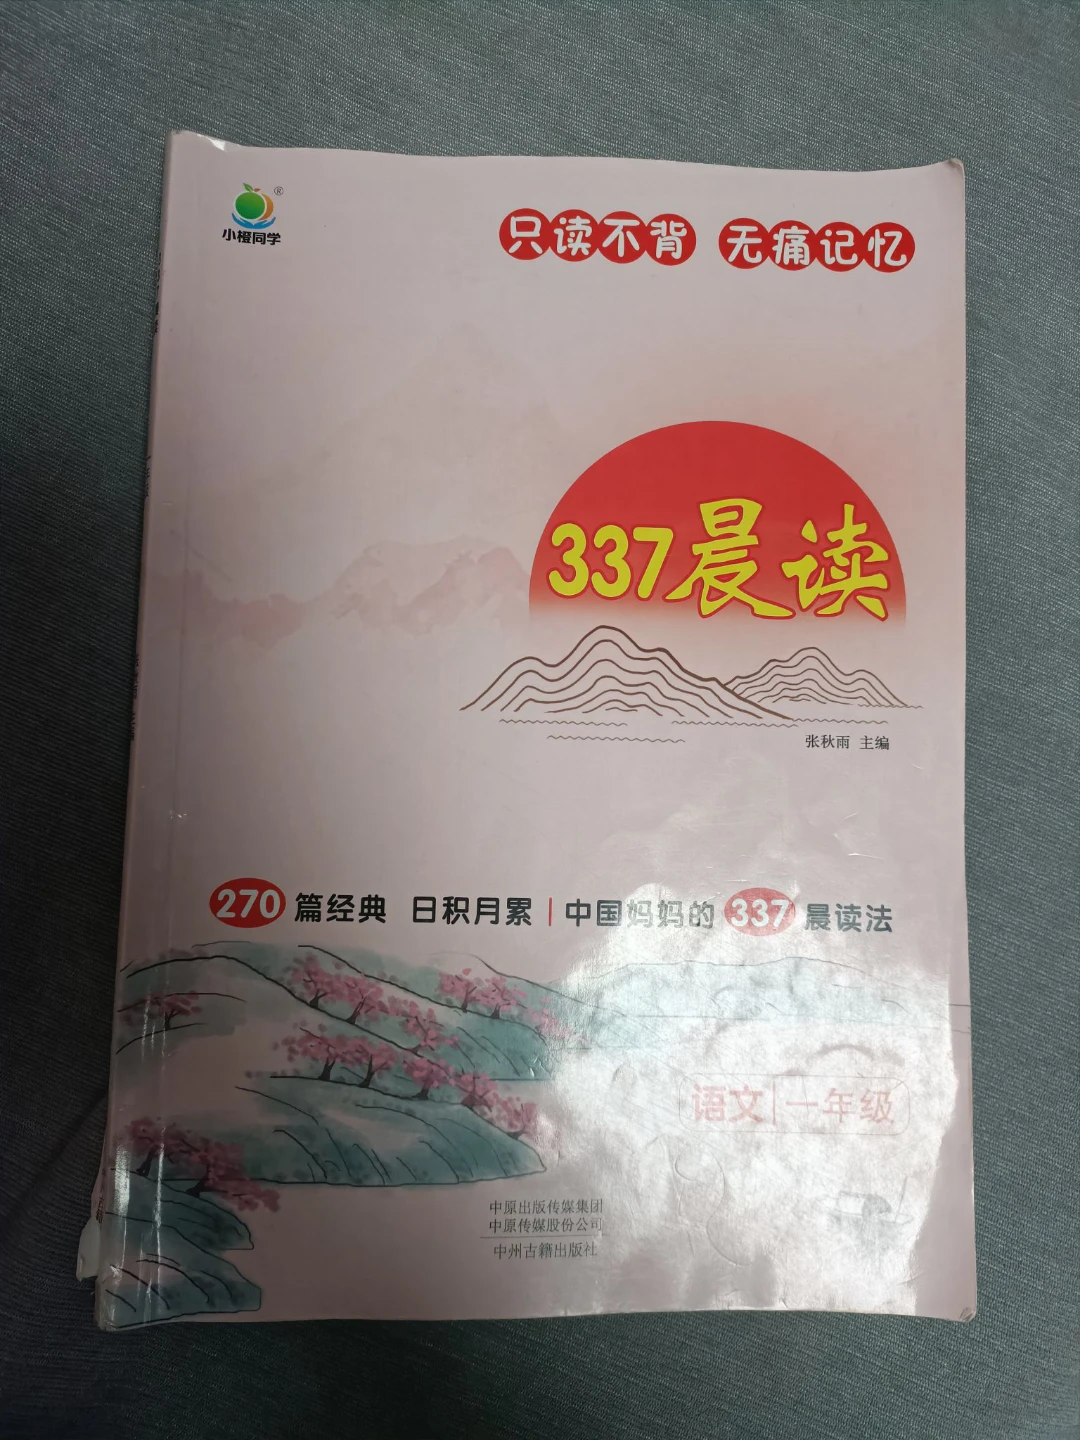 小橙同学
只读不背 无痛记忆
337晨读
张秋雨 主编
270篇经典 日积月累|中国妈妈的337晨读法
语文|一年级
中原出版传媒集团
中原传媒股份公司
中州古籍出版社